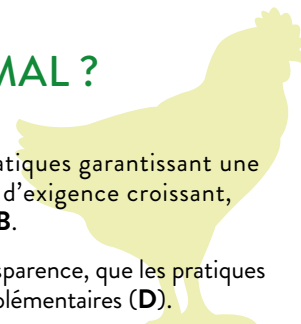 MAL ?
atiques garantissant une
d'exigence croissant,
B.
sparence, que les pratiques
plémentaires (D).